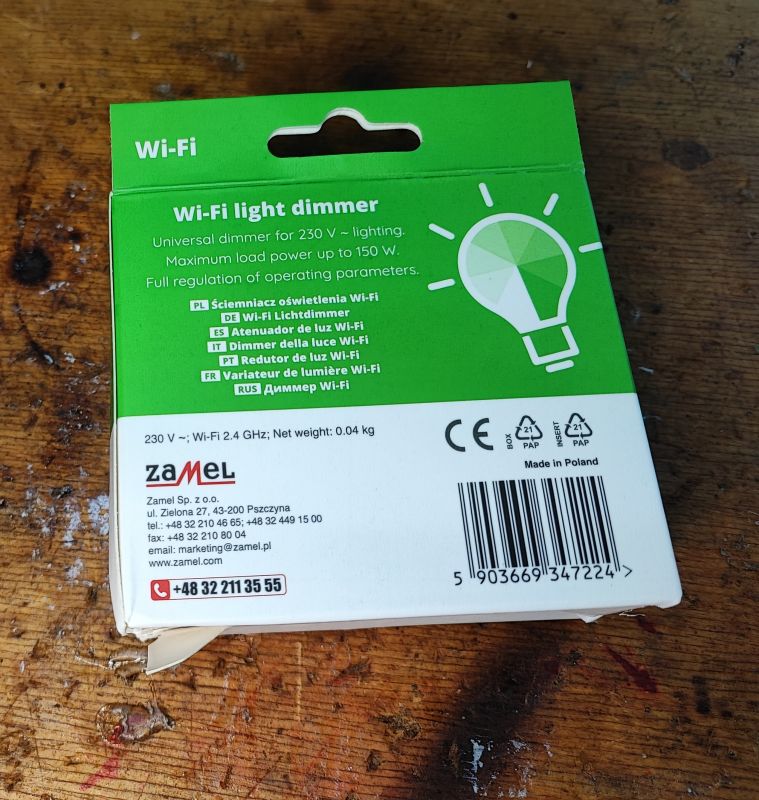 Wi-Fi
Wi-Fi light dimmer
Universal dimmer for 230 V ~ lighting.
Maximum load power up to 150 W.
Full regulation of operating parameters.
PL Ściemniacz oświetlenia Wi-Fi
DE Wi-Fi Lichtdimmer
ES Atenuador de luz Wi-Fi
IT Dimmer della luce Wi-Fi
PT Redutor de luz Wi-Fi
FR Variateur de lumière Wi-Fi
RUS Диммер Wi-Fi
230 V ~; Wi-Fi 2.4 GHz; Net weight: 0.04 kg
zaMeL
Zamel Sp. z o.o.
ul. Zielona 27, 43-200 Pszczyna
tel.: +48 32 210 46 65; +48 32 449 15 00
fax: +48 32 210 80 04
email: marketing@zamel.pl
www.zamel.com
+48 32 211 35 55
CE
BOX
21
PAP
INSERT
21
PAP
Made in Poland
5 903669 347224 >